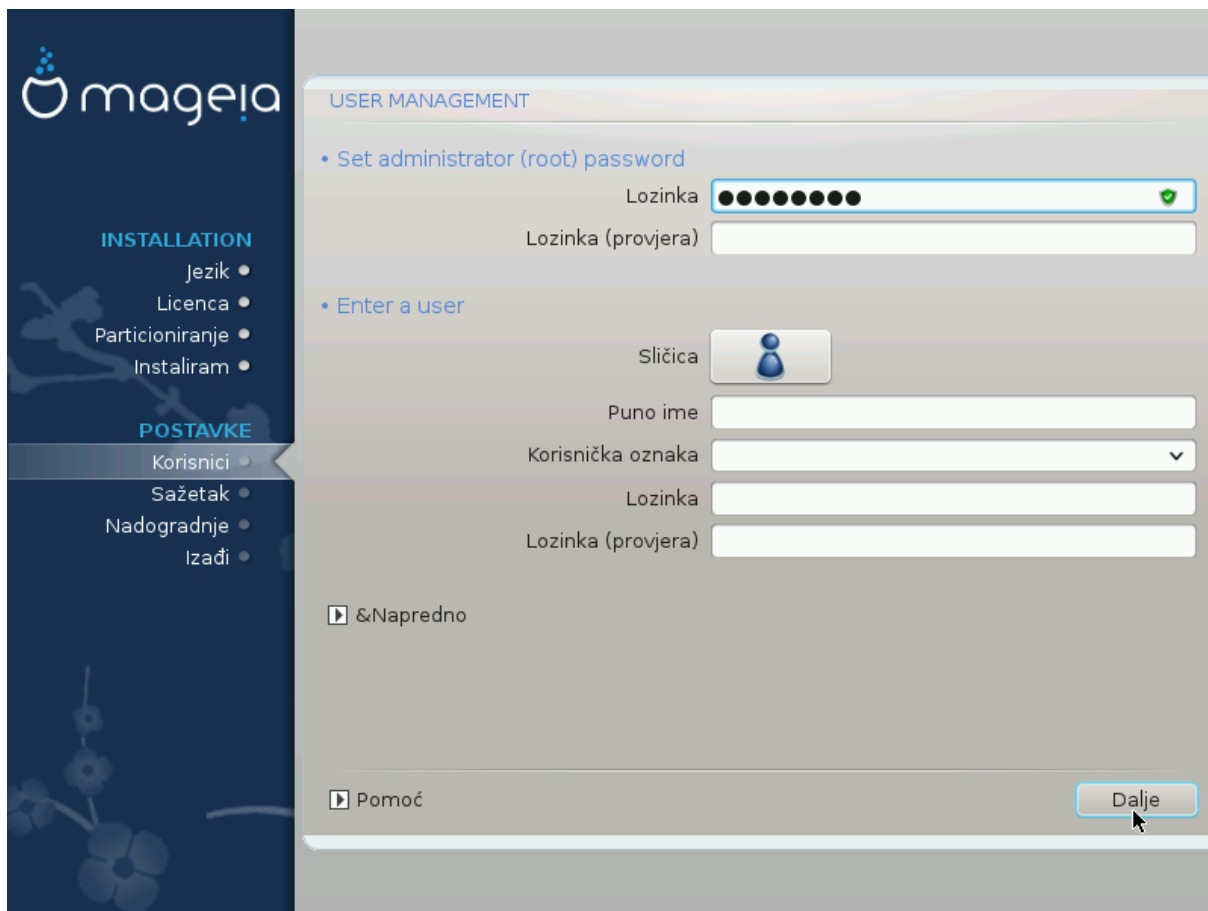 mageia
INSTALLATION
Jezik
Licenca
Particioniranje
Instaliram
POSTAVKE
Korisnici
Sažetak
Nadogradnje
Izađi
USER MANAGEMENT
• Set administrator (root) password
Lozinka ●●●●●●●●
Lozinka (provjera)
• Enter a user
Sličica
Puno ime
Korisnička oznaka
Lozinka
Lozinka (provjera)
&Napredno
Pomoć
Dalje